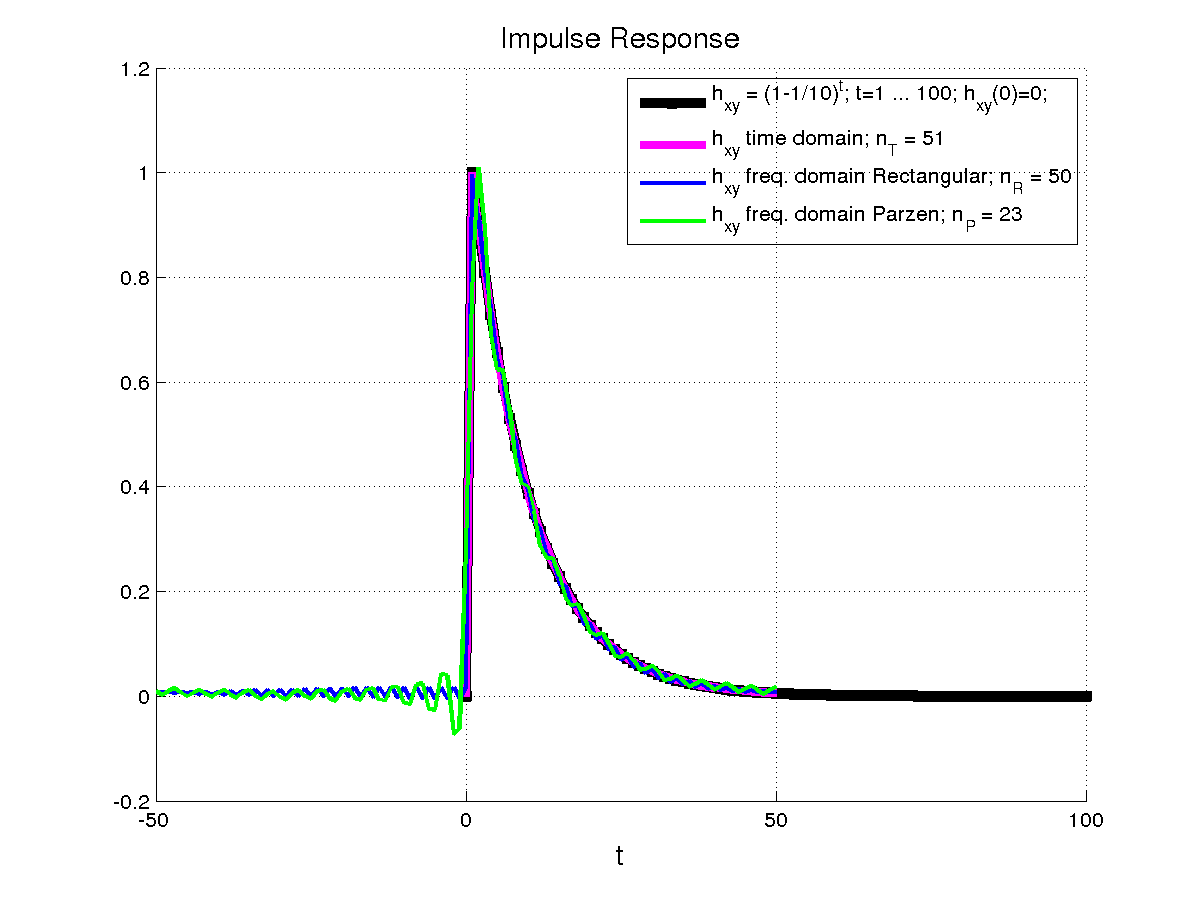 Impulse Response
1.2
1
0.8
0.6
0.4
0.2
0
-0.2
-50
0
50
100
t
h_xy = (1-1/10)^t; t=1 ... 100; h_xy(0)=0;
h_xy time domain; n_T = 51
h_xy freq. domain Rectangular; n_R = 50
h_xy freq. domain Parzen; n_P = 23